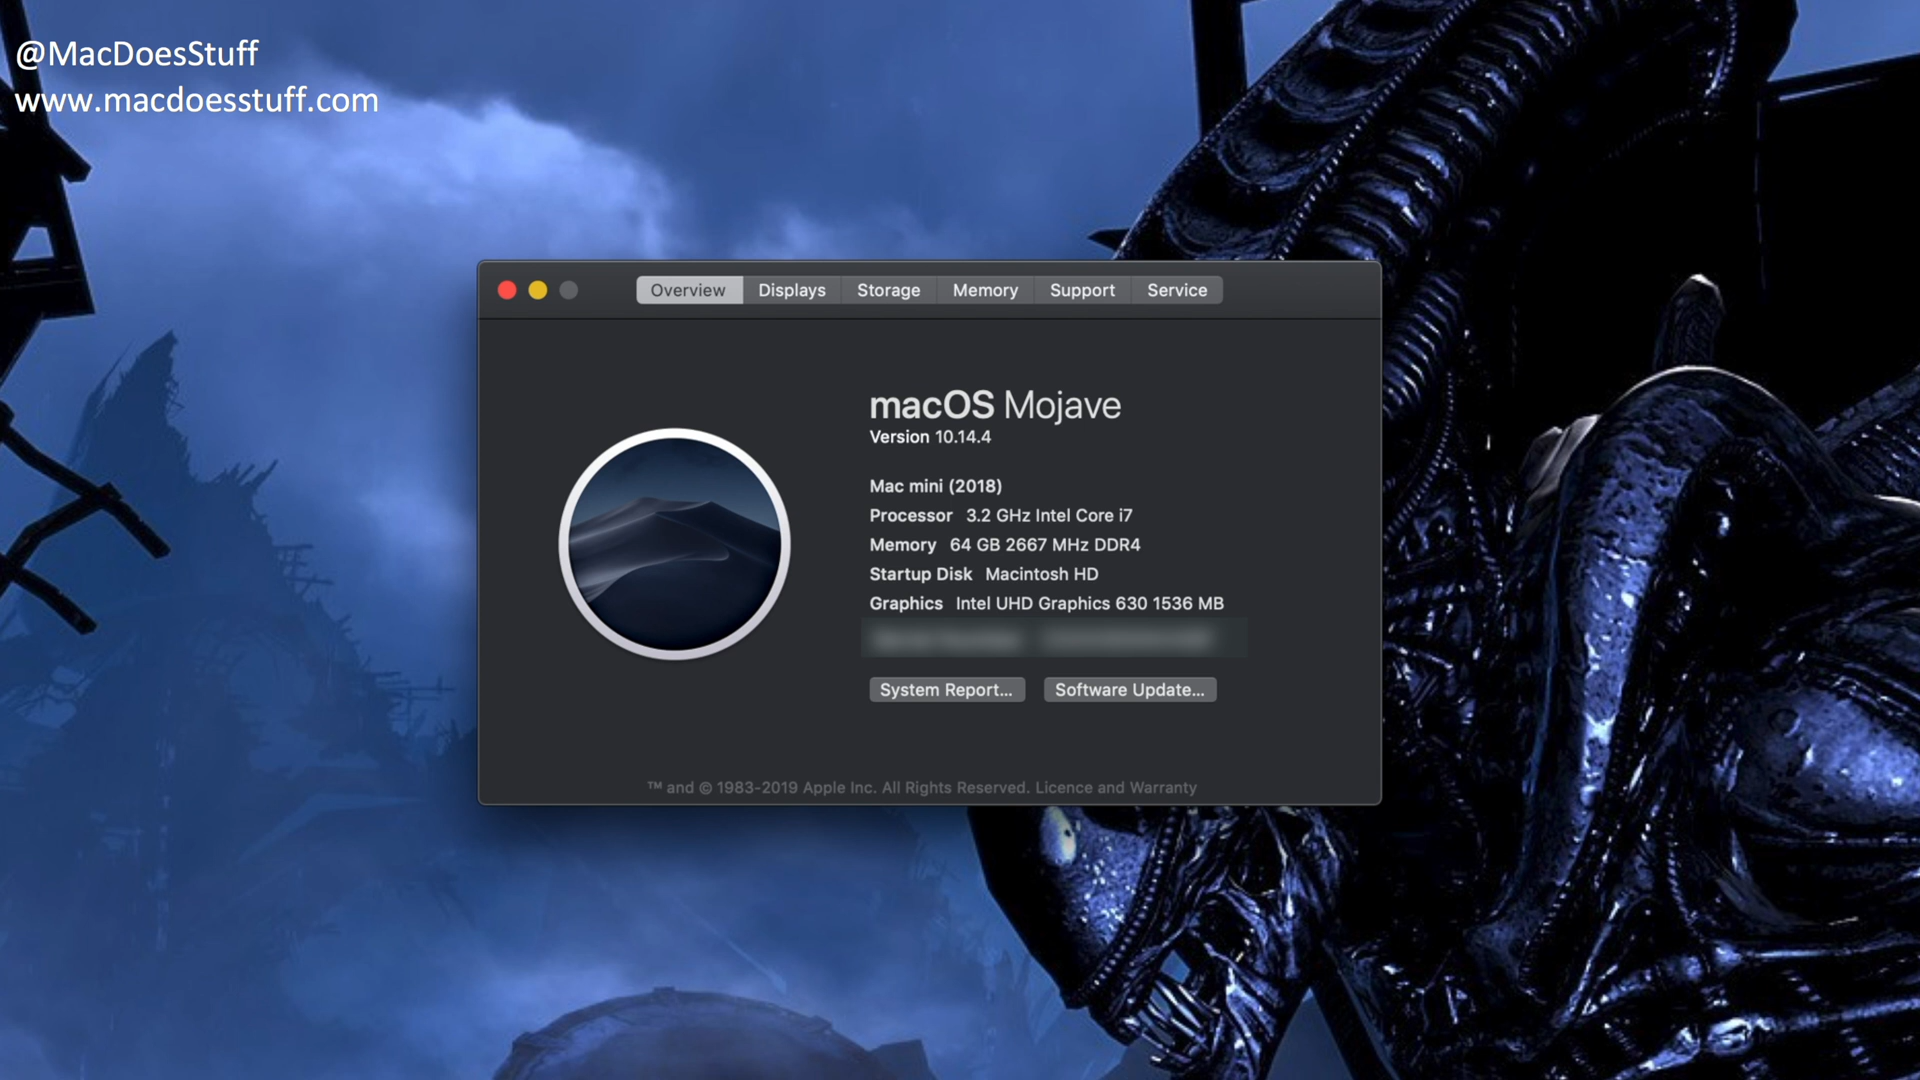 @MacDoesStuff
www.macdoesstuff.com
Overview Displays Storage Memory Support Service
macOS Mojave
Version 10.14.4
Mac mini (2018)
Processor 3.2 GHz Intel Core i7
Memory 64 GB 2667 MHz DDR4
Startup Disk Macintosh HD
Graphics Intel UHD Graphics 630 1536 MB
System Report... Software Update...
™ and © 1983-2019 Apple Inc. All Rights Reserved. Licence and Warranty